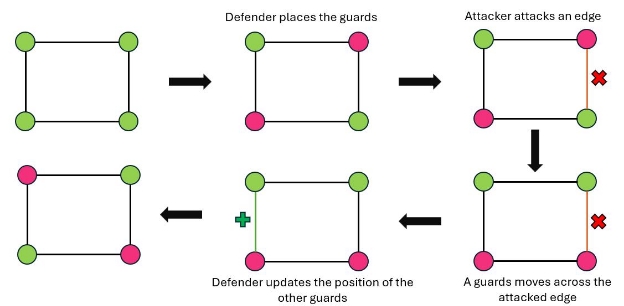 Defender places the guards
Attacker attacks an edge
Defender updates the position of the
other guards
A guards moves across the
attacked edge